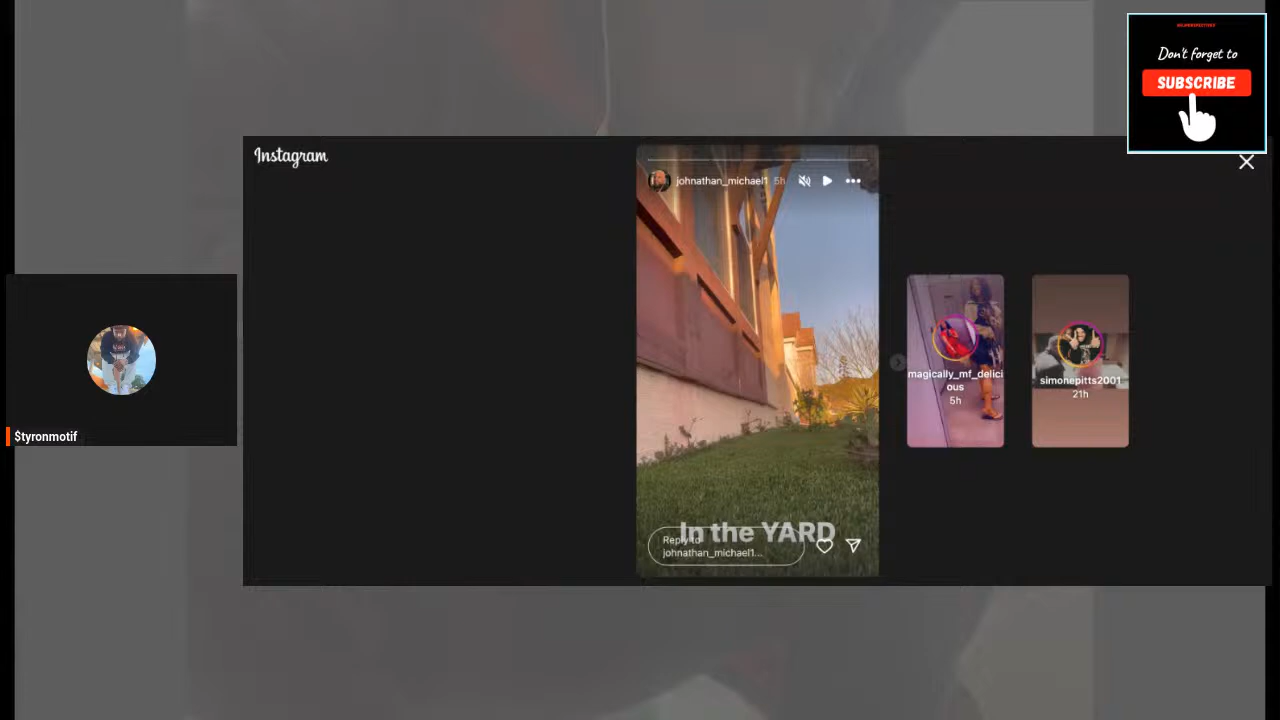 Don't forget to
SUBSCRIBE
Instagram
johnathan_michael1 5h
magically_mf_delici
ous
5h
simonepitts2001
21h
$tyronmotif
In the YARD
Reply to
johnathan_michael1...